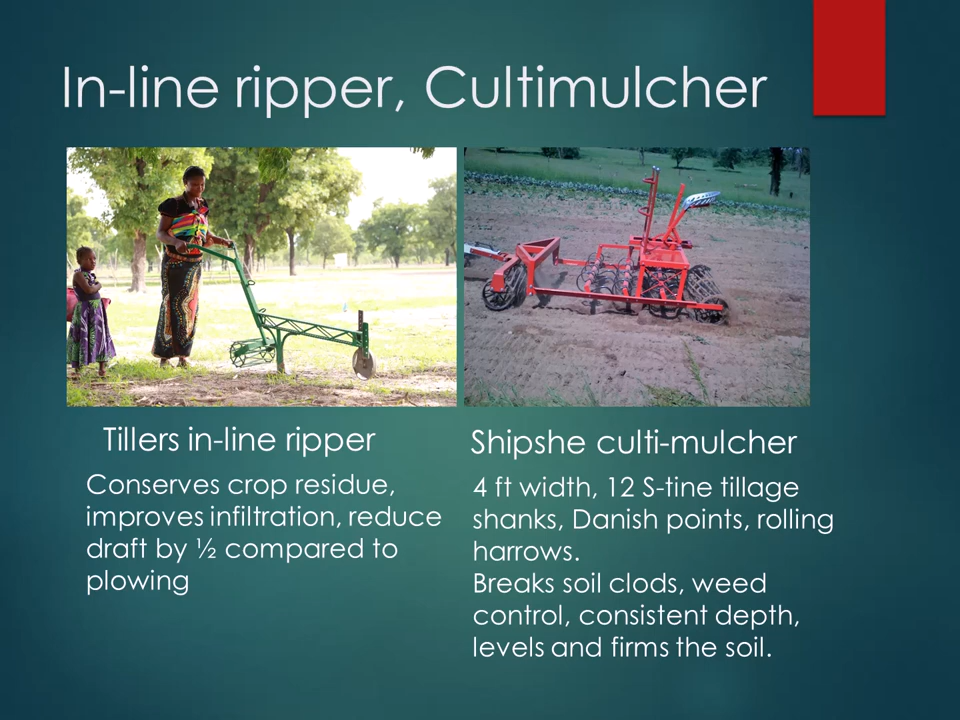 In-line ripper, Cultimulcher
Tillers in-line ripper
Conserves crop residue,
improves infiltration, reduce
draft by ½ compared to
plowing
Shipshe culti-mulcher
4 ft width, 12 S-tine tillage
shanks, Danish points, rolling
harrows.
Breaks soil clods, weed
control, consistent depth,
levels and firms the soil.